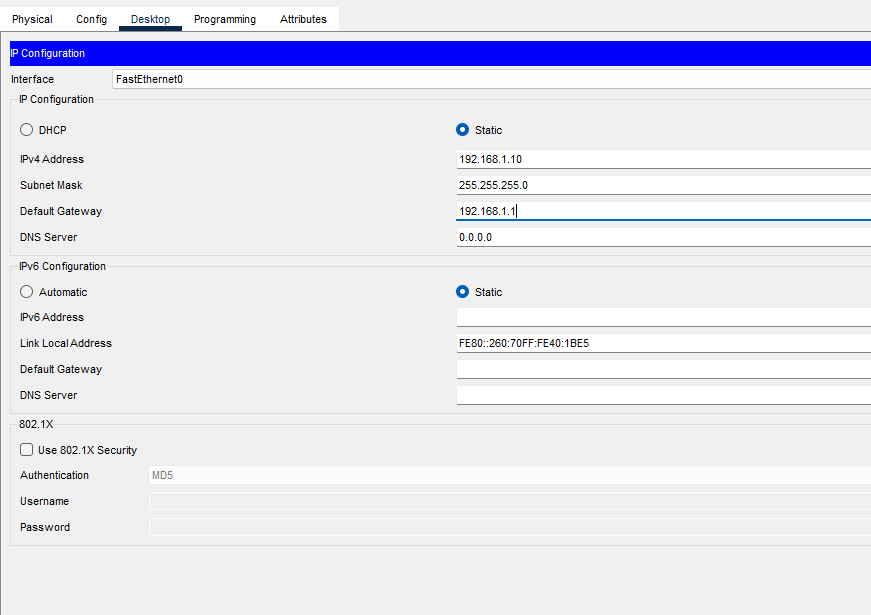 Physical Config Desktop Programming Attributes
IP Configuration
Interface FastEthernet0
IP Configuration
DHCP Static
IPv4 Address 192.168.1.10
Subnet Mask 255.255.255.0
Default Gateway 192.168.1.1
DNS Server 0.0.0.0
IPv6 Configuration
Automatic Static
IPv6 Address
Link Local Address FE80::260:70FF:FE40:1BE5
Default Gateway
DNS Server
802.1X
Use 802.1X Security
Authentication MD5
Username
Password